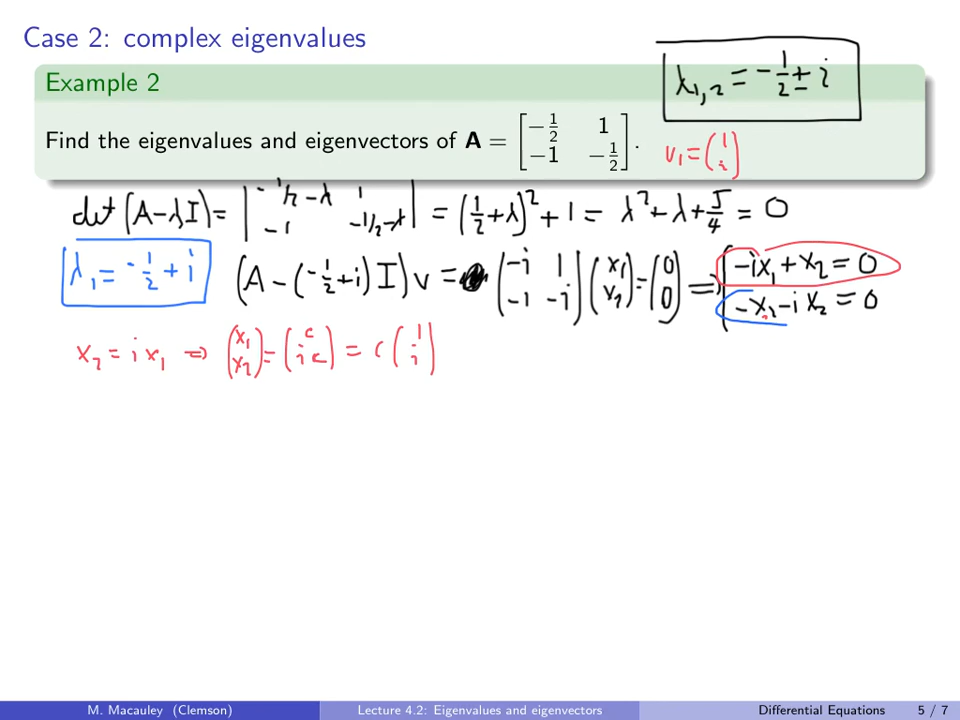 Case 2: complex eigenvalues
Example 2
λ₁,₂ = -1/2 ± i
Find the eigenvalues and eigenvectors of A = [ -1/2 1 ; -1 -1/2 ].
v₁ = (1 ; i)
det (A-λI) = | -1/2-λ 1 ; -1 -1/2-λ | = (1/2+λ)² + 1 = λ² + λ + 5/4 = 0
λ₁ = -1/2 + i
(A - (-1/2+i) I) v = (-i 1 ; -1 -i) (x₁ ; x₂) = (0 ; 0) ⇒
-ix₁ + x₂ = 0
-x₂ - i x₂ = 0
x₂ = i x₁ ⇒ (x₁ ; x₂) = (c ; ic) = c (1 ; i)
M. Macauley (Clemson)
Lecture 4.2: Eigenvalues and eigenvectors
Differential Equations
5 / 7